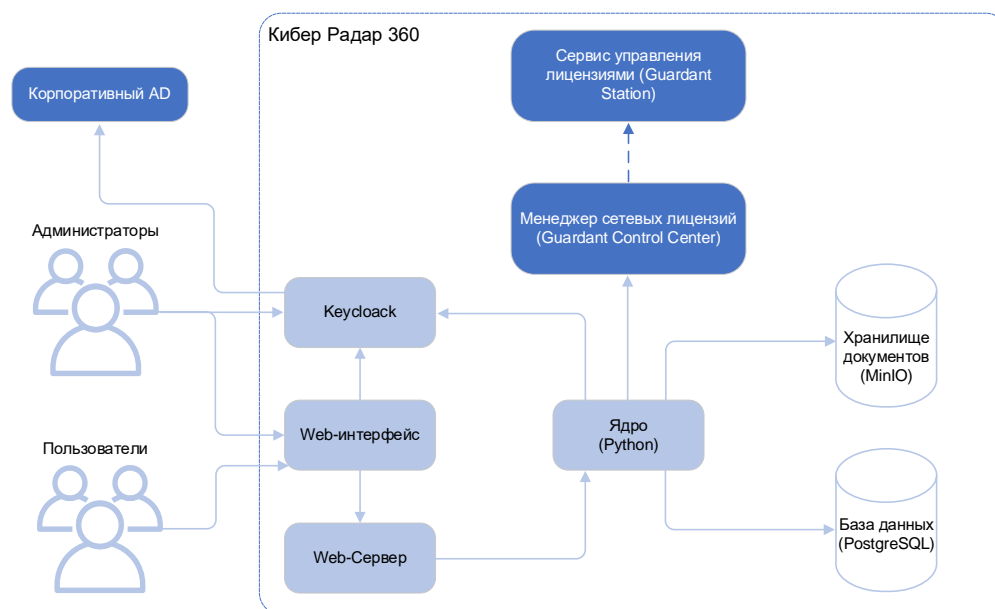 Кибер Радар 360
Сервис управления
лицензиями (Guardant
Station)
Корпоративный AD
Менеджер сетевых лицензий
(Guardant Control Center)
Администраторы
Keycloack
Хранилище
документов
(MinIO)
Web-интерфейс
Ядро
(Python)
Пользователи
База данных
(PostgreSQL)
Web-Сервер